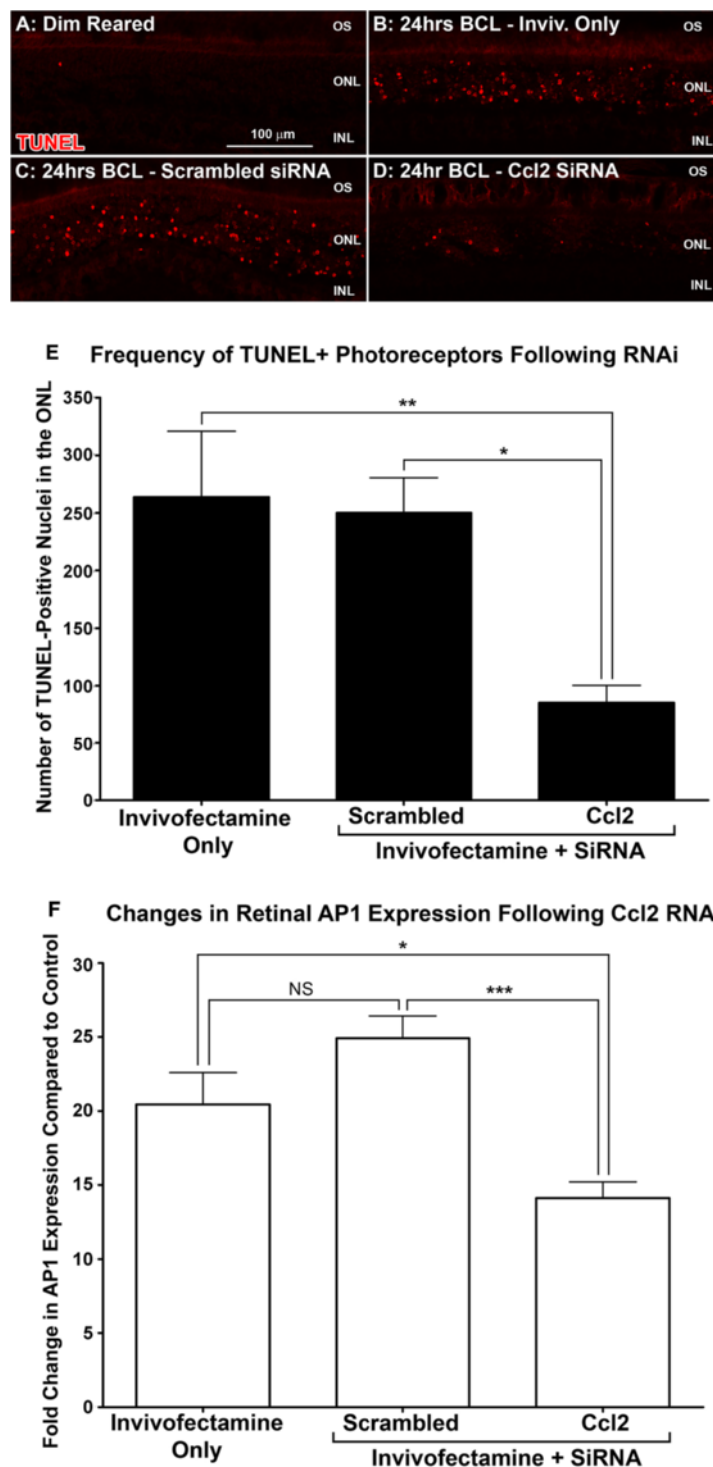 A: Dim Reared
OS
ONL
INL
TUNEL
100 µm
B: 24hrs BCL - Inviv. Only
OS
ONL
INL
C: 24hrs BCL - Scrambled siRNA
OS
ONL
INL
D: 24hr BCL - Ccl2 SiRNA
OS
ONL
INL
E Frequency of TUNEL+ Photoreceptors Following RNAi
Number of TUNEL-Positive Nuclei in the ONL
350
300
250
200
150
100
50
0
**
*
Invivofectamine
Only
Scrambled
Ccl2
Invivofectamine + SiRNA
F Changes in Retinal AP1 Expression Following Ccl2 RNA
Fold Change in AP1 Expression Compared to Control
30
25
20
15
10
5
0
*
NS
***
Invivofectamine
Only
Scrambled
Ccl2
Invivofectamine + SiRNA